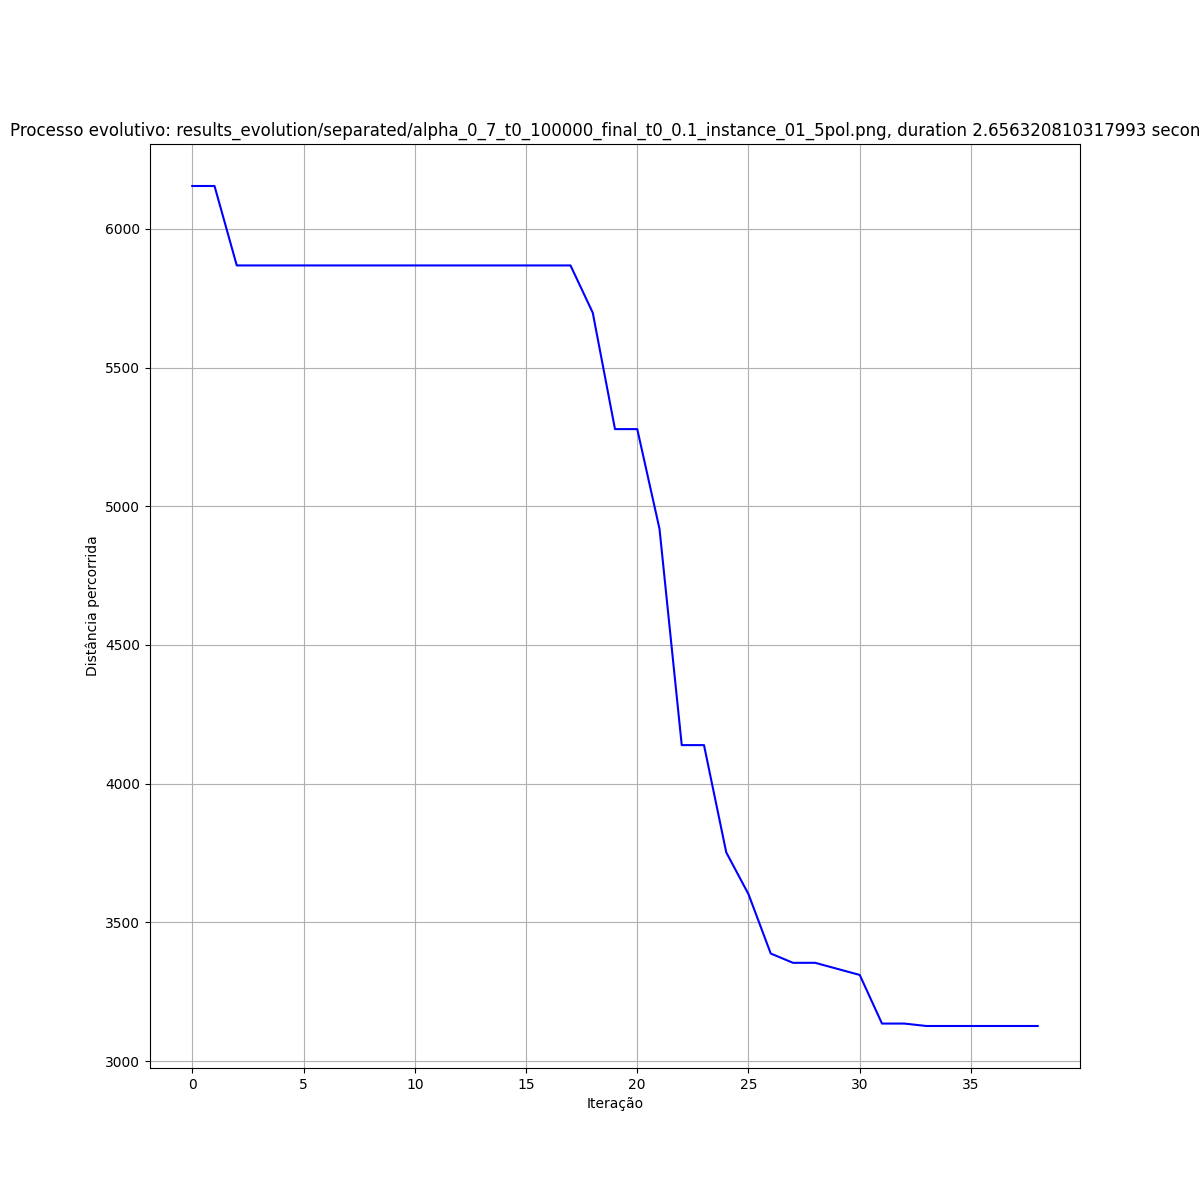 Processo evolutivo: results_evolution/separated/alpha_0_7_t0_100000_final_t0_0.1_instance_01_5pol.png, duration 2.656320810317993 secon
6000
5500
5000
4500
4000
3500
3000
Distância percorrida
0 5 10 15 20 25 30 35
Iteração